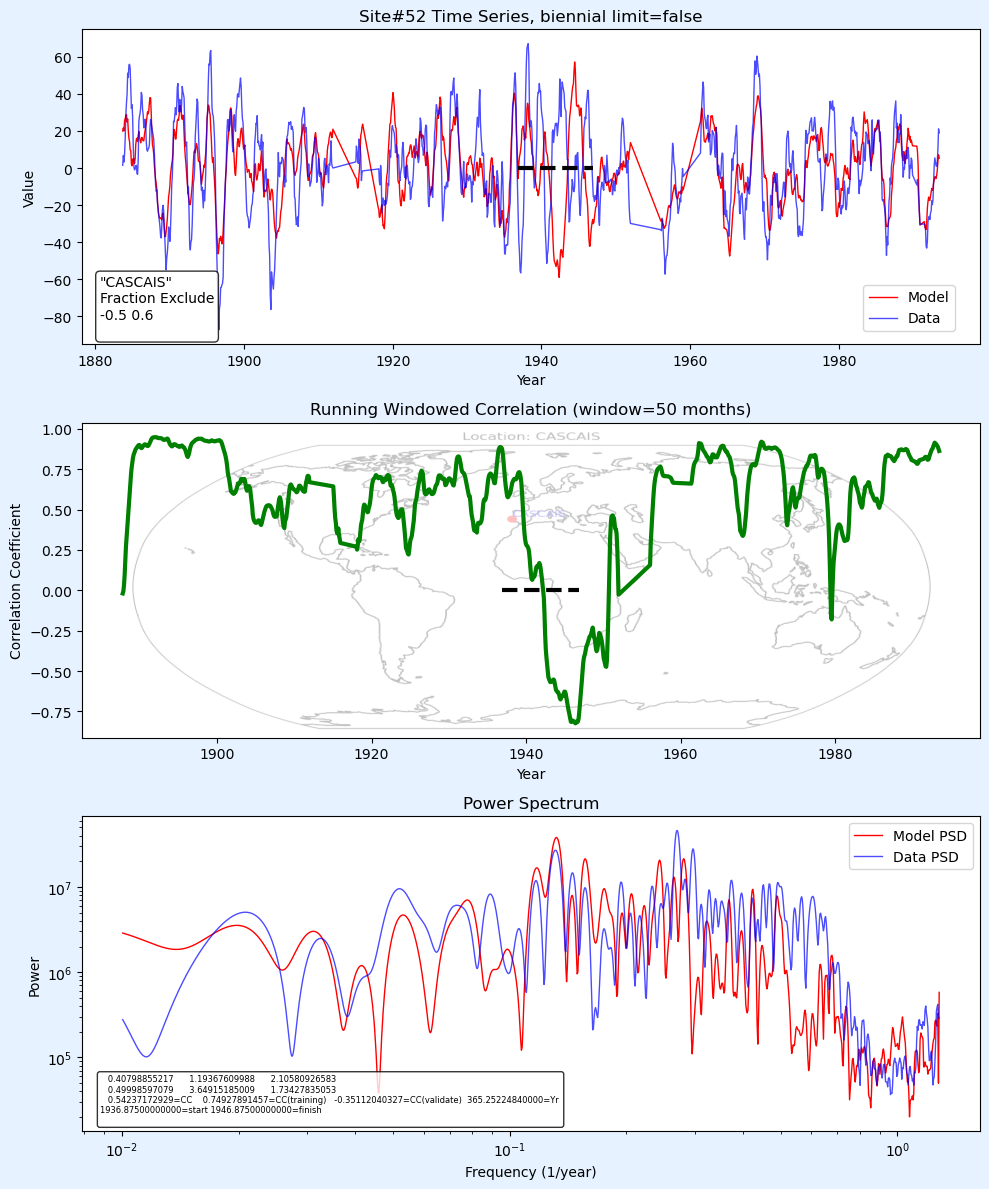 Site#52 Time Series, biennial limit=false
Value
60
40
20
0
−20
−40
−60
−80
"CASCAIS"
Fraction Exclude
-0.5 0.6
Model
Data
1880 1900 1920 1940 1960 1980
Year
Running Windowed Correlation (window=50 months)
Correlation Coefficient
1.00
0.75
0.50
0.25
0.00
−0.25
−0.50
−0.75
Location: CASCAIS
CASCAIS
1900 1920 1940 1960 1980
Year
Power Spectrum
Power
10⁷
10⁶
10⁵
Model PSD
Data PSD
0.40798855217 1.19367609988 2.10580926583
0.49998597079 3.64915185009 1.73427835053
0.54237172929=CC 0.74927891457=CC(training) -0.35112040327=CC(validate) 365.25224840000=Yr
1936.87500000000=start 1946.87500000000=finish
10⁻² 10⁻¹ 10⁰
Frequency (1/year)